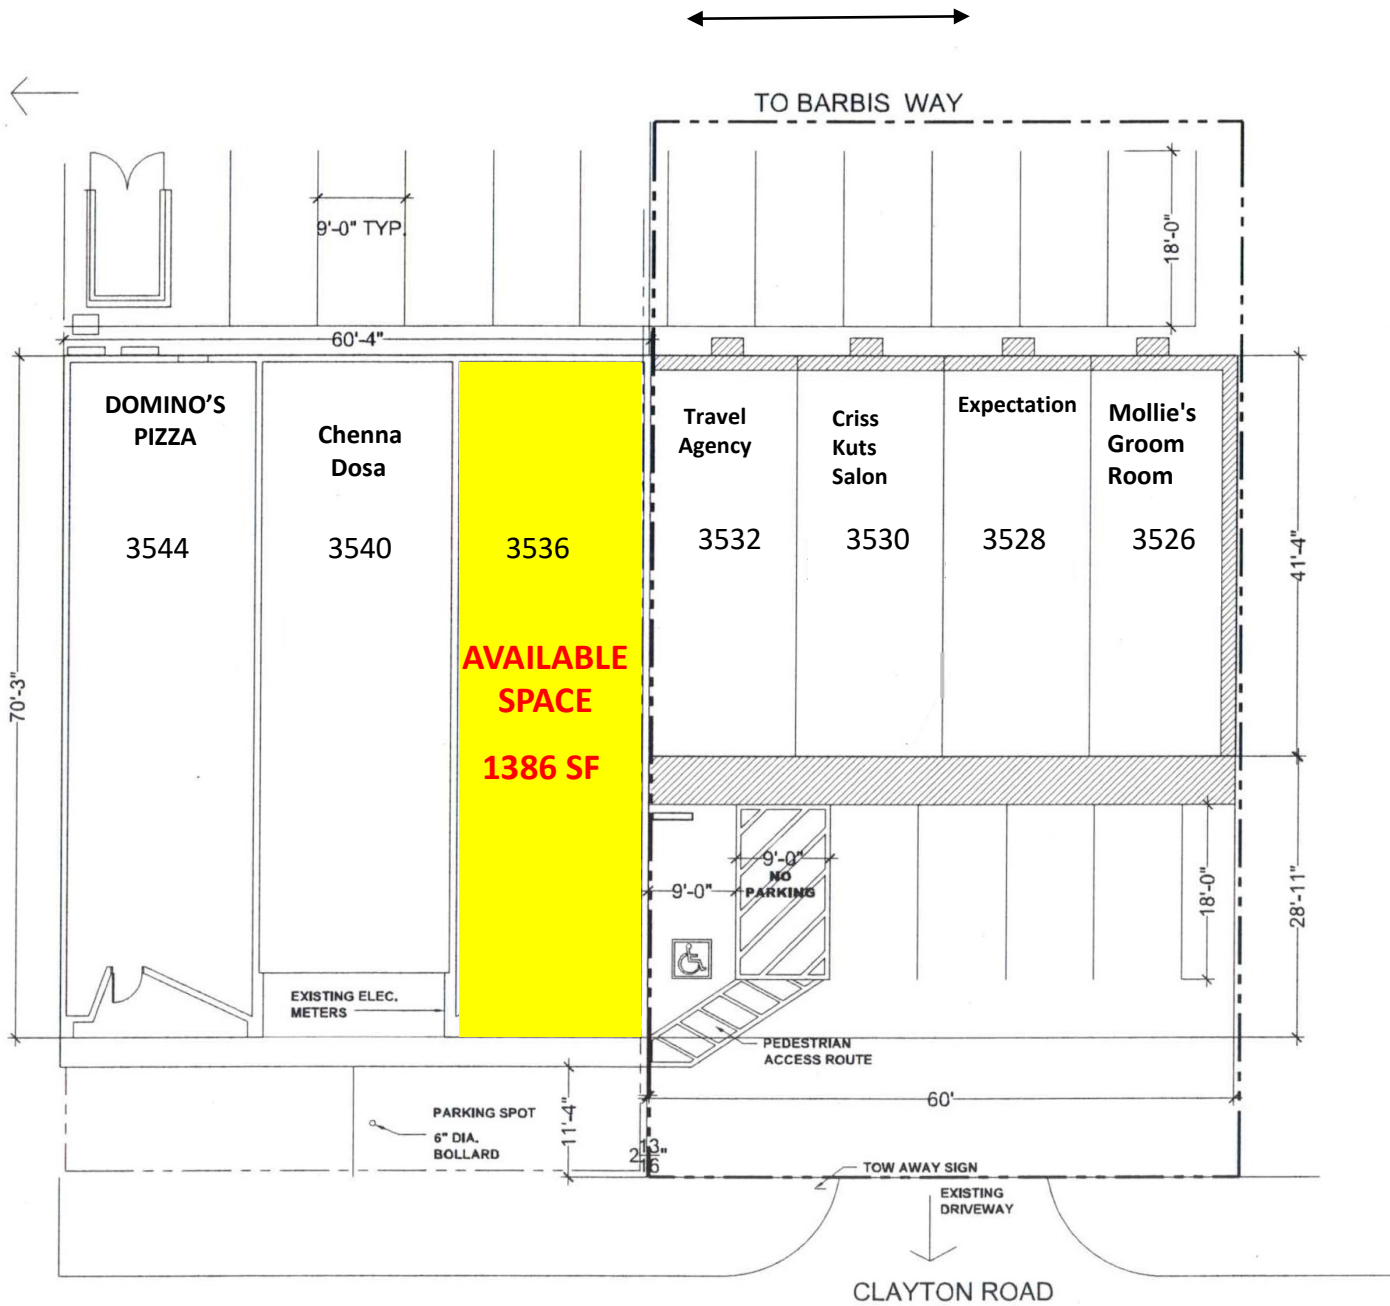 TO BARBIS WAY
9'-0" TYP.
18'-0"
60'-4"
DOMINO'S
PIZZA
3544
Chenna
Dosa
3540
3536
AVAILABLE
SPACE
1386 SF
Travel
Agency
3532
Criss
Kuts
Salon
3530
Expectation
3528
Mollie's
Groom
Room
3526
70'-3"
41'-4"
9'-0"
NO
PARKING
9'-0"
18'-0"
28'-11"
EXISTING ELEC.
METERS
PEDESTRIAN
ACCESS ROUTE
60'
PARKING SPOT
6" DIA.
BOLLARD
11'-4"
2 13/16"
TOW AWAY SIGN
EXISTING
DRIVEWAY
CLAYTON ROAD